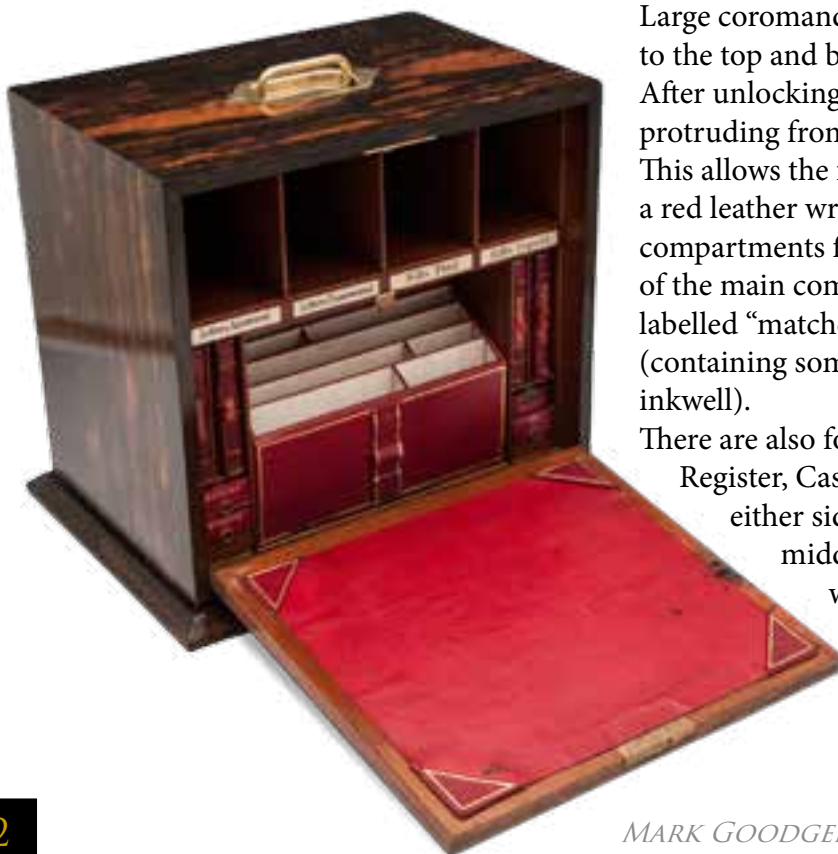 Large coromand
to the top and b
After unlocking
protruding from
This allows the
a red leather wr
compartments f
of the main com
labelled “matche
(containing som
inkwell).
There are also fo
Register, Cas
either sid
midd
w
2
MARK GOODGE